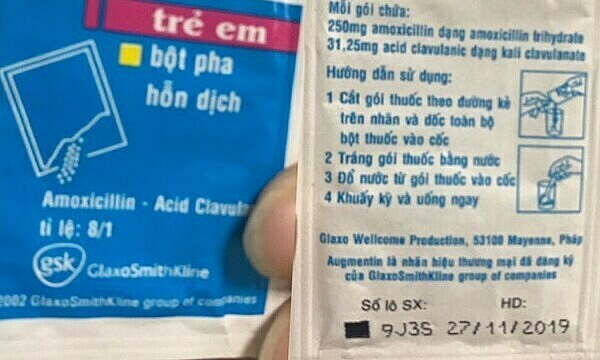 trẻ em
bột pha
hỗn dịch
Amoxicillin - Acid Clavula
tỉ lệ: 8/1
gsk GlaxoSmithKline
2002 GlaxoSmithKline group of companies
Mỗi gói chứa:
250mg amoxicillin dạng amoxicillin trihydrate
31,25mg acid clavulanic dạng kali clavulanate
Hướng dẫn sử dụng:
1 Cắt gói thuốc theo đường kẻ
trên nhãn và dốc toàn bộ
bột thuốc vào cốc
2 Tráng gói thuốc bằng nước
3 Đổ nước từ gói thuốc vào cốc
4 Khuấy kỹ và uống ngay
Glaxo Wellcome Production, 53100 Mayenne, Pháp
Augmentin là nhãn hiệu thương mại đã đăng ký
của GlaxoSmithKline group of companies
Số lô SX: HD:
9J3S 27/11/2019